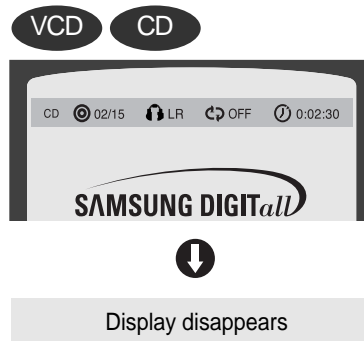 VCD CD
CD 02/15 LR OFF 0:02:30
SAMSUNG DIGITall
Display disappears